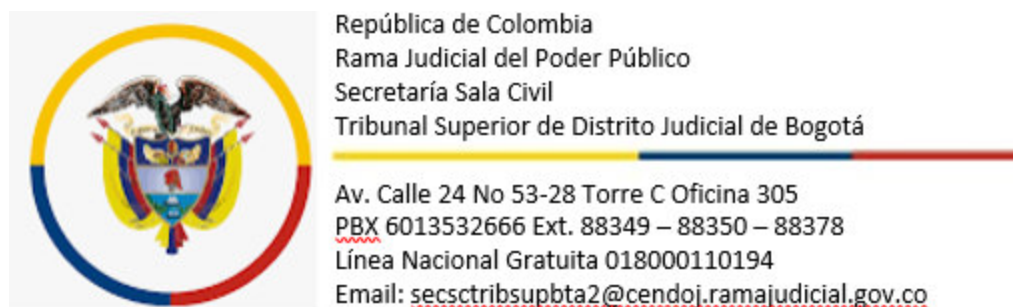 República de Colombia
Rama Judicial del Poder Público
Secretaría Sala Civil
Tribunal Superior de Distrito Judicial de Bogotá
Av. Calle 24 No 53-28 Torre C Oficina 305
PBX 6013532666 Ext. 88349 – 88350 – 88378
Línea Nacional Gratuita 018000110194
Email: secsctribsupbta2@cendoj.ramajudicial.gov.co